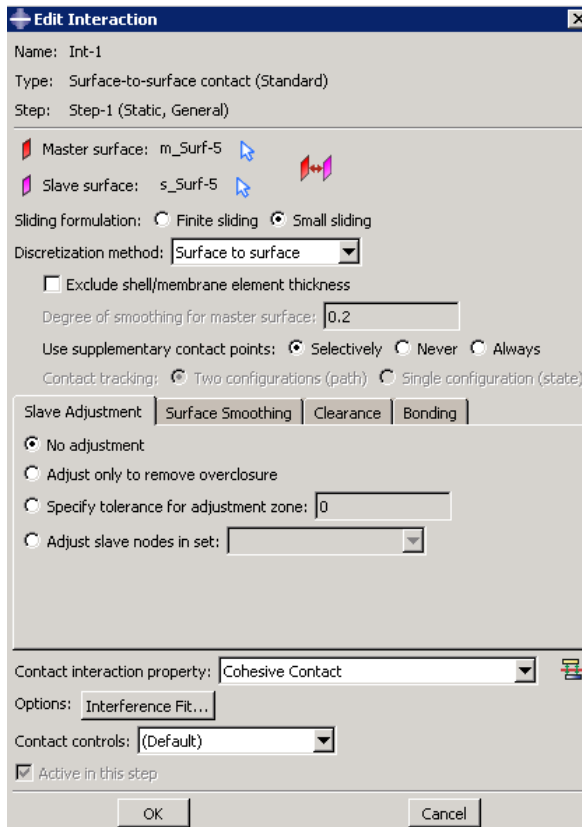 Edit Interaction
Name: Int-1
Type: Surface-to-surface contact (Standard)
Step: Step-1 (Static, General)
Master surface: m_Surf-5
Slave surface: s_Surf-5
Sliding formulation: Finite sliding Small sliding
Discretization method: Surface to surface
Exclude shell/membrane element thickness
Degree of smoothing for master surface: 0.2
Use supplementary contact points: Selectively Never Always
Contact tracking: Two configurations (path) Single configuration (state)
Slave Adjustment Surface Smoothing Clearance Bonding
No adjustment
Adjust only to remove overclosure
Specify tolerance for adjustment zone: 0
Adjust slave nodes in set:
Contact interaction property: Cohesive Contact
Options: Interference Fit...
Contact controls: (Default)
Active in this step
OK Cancel